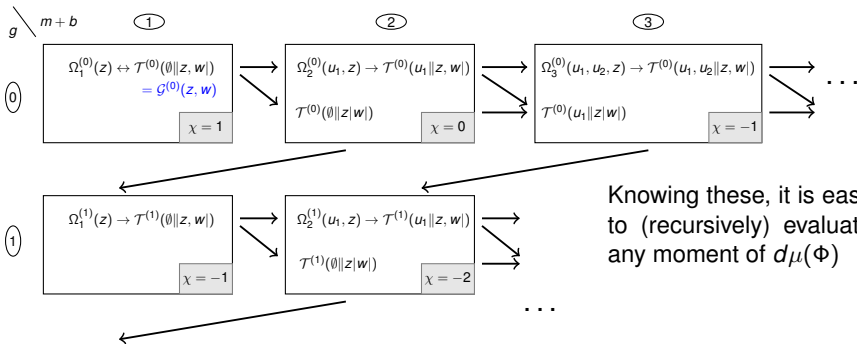 g m + b 1 2 3
Ω₁⁽⁰⁾(z) ↔ 𝒯⁽⁰⁾(∅‖z, w|) Ω₂⁽⁰⁾(u₁, z) → 𝒯⁽⁰⁾(u₁‖z, w|) Ω₃⁽⁰⁾(u₁, u₂, z) → 𝒯⁽⁰⁾(u₁, u₂‖z, w|)
= 𝒢⁽⁰⁾(z, w) ...
0
𝒯⁽⁰⁾(∅‖z|w|) 𝒯⁽⁰⁾(u₁‖z|w|)
χ = 1 χ = 0 χ = −1
Ω₁⁽¹⁾(z) → 𝒯⁽¹⁾(∅‖z, w|) Ω₂⁽¹⁾(u₁, z) → 𝒯⁽¹⁾(u₁‖z, w|)
1
𝒯⁽¹⁾(∅‖z|w|)
χ = −1 χ = −2
...
Knowing these, it is eas
to (recursively) evaluat
any moment of dμ(Φ)